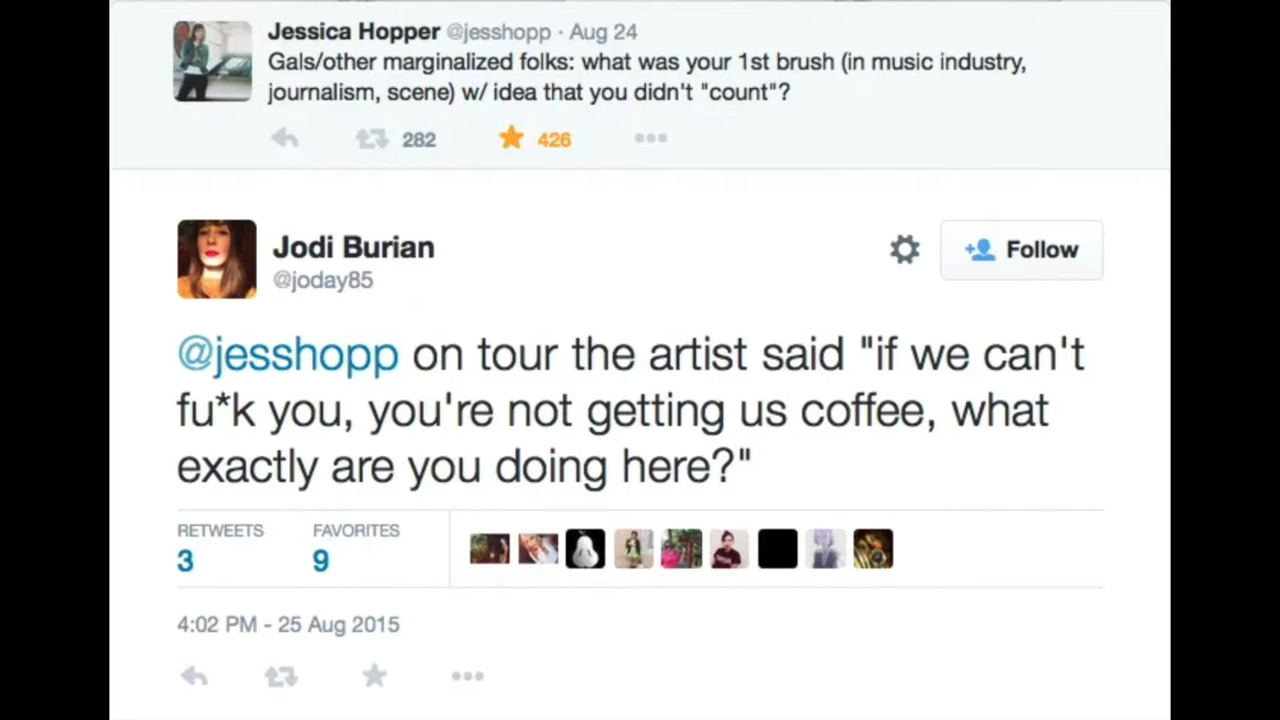 Jessica Hopper @jesshopp · Aug 24
Gals/other marginalized folks: what was your 1st brush (in music industry,
journalism, scene) w/ idea that you didn't "count"?
282 426
Jodi Burian
@joday85
Follow
@jesshopp on tour the artist said "if we can't
fu*k you, you're not getting us coffee, what
exactly are you doing here?"
RETWEETS FAVORITES
3 9
4:02 PM - 25 Aug 2015